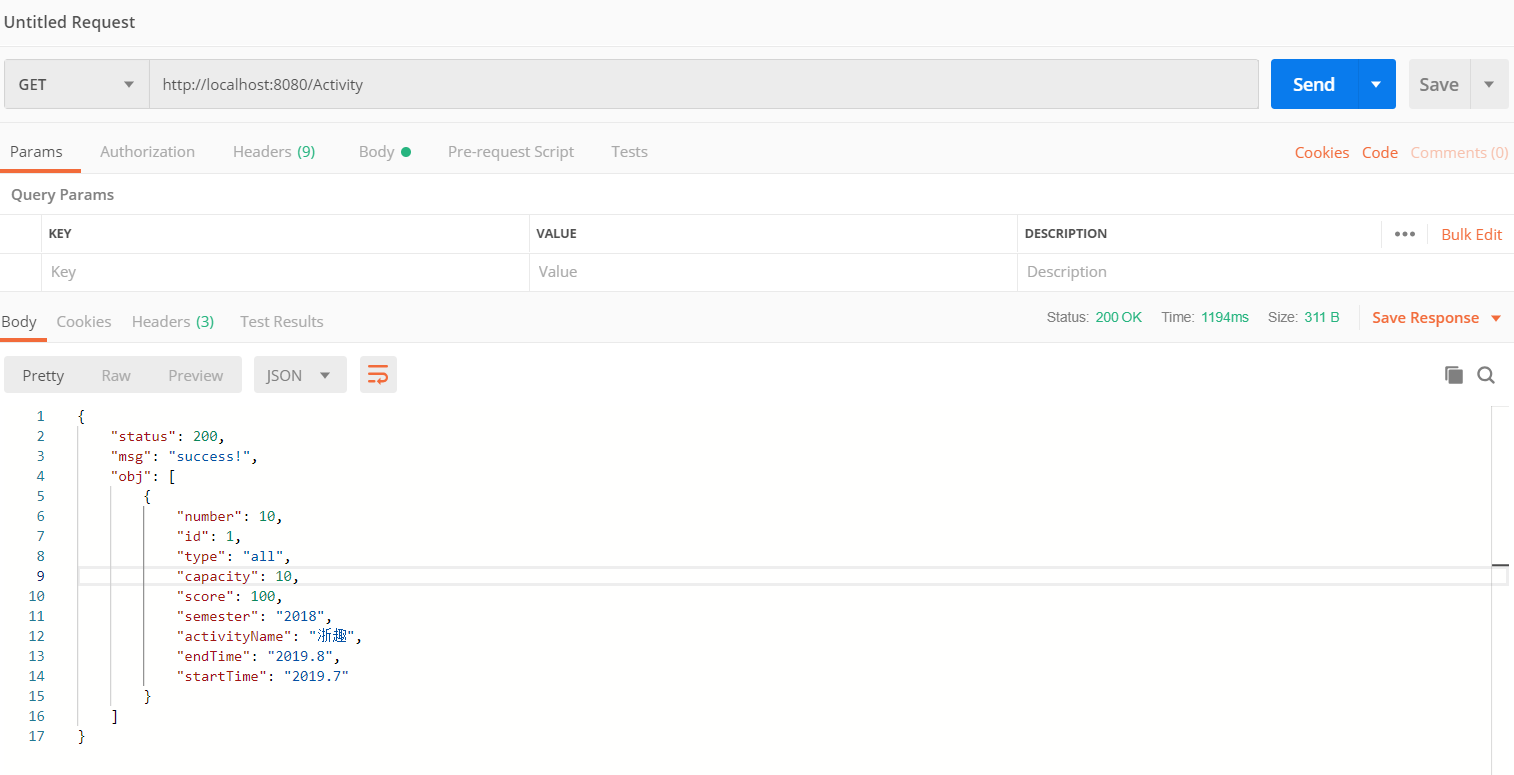 Untitled Request
GET http://localhost:8080/Activity Send Save
Params Authorization Headers (9) Body Pre-request Script Tests Cookies Code Comments (0)
Query Params
KEY VALUE DESCRIPTION ••• Bulk Edit
Key Value Description
Body Cookies Headers (3) Test Results Status: 200 OK Time: 1194ms Size: 311 B Save Response
Pretty Raw Preview JSON
1 {
2 "status": 200,
3 "msg": "success!",
4 "obj": [
5 {
6 "number": 10,
7 "id": 1,
8 "type": "all",
9 "capacity": 10,
10 "score": 100,
11 "semester": "2018",
12 "activityName": "浙趣",
13 "endTime": "2019.8",
14 "startTime": "2019.7"
15 }
16 ]
17 }